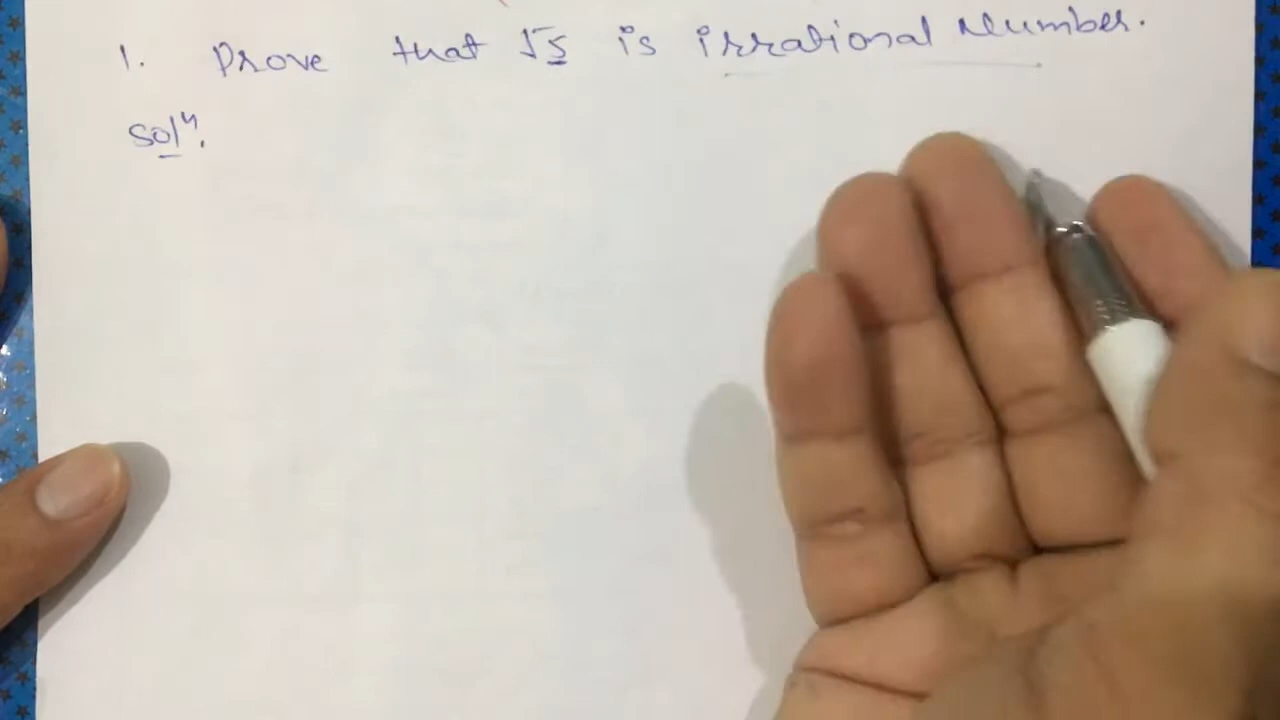 1. Prove that √5 is irrational Number.
Solⁿ.